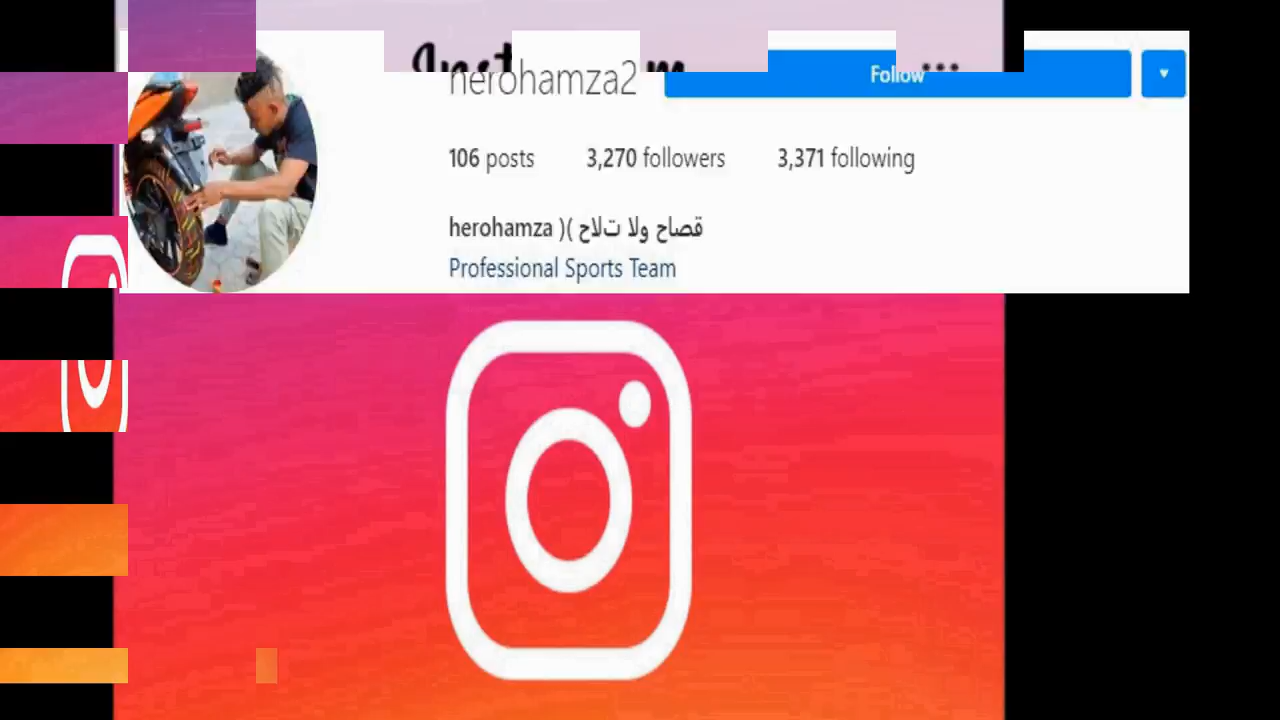 herohamza2 Follow
106 posts 3,270 followers 3,371 following
herohamza )( قصاح ولا تلاح
Professional Sports Team